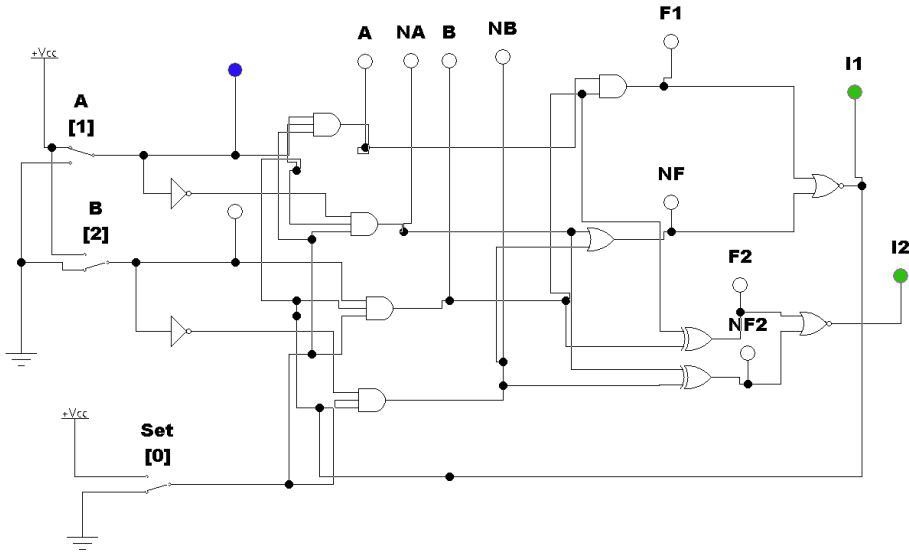 F1
A NA B NB
+Vcc
I1
A
[1]
NF
B
[2]
I2
F2
NF2
+Vcc
Set
[0]